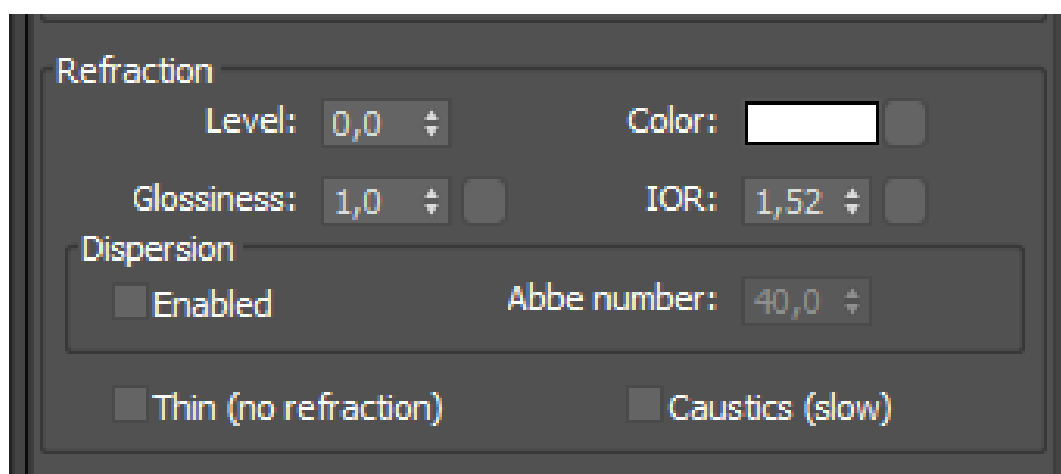 Refraction
Level: 0,0 Color:
Glossiness: 1,0 IOR: 1,52
Dispersion
Enabled Abbe number: 40,0
Thin (no refraction) Caustics (slow)